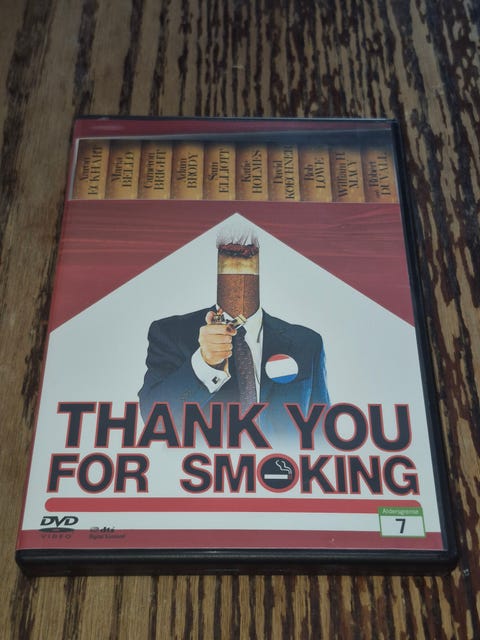 Aaron ECKHART
Maria BELLO
Cameron BRIGHT
Adam BRODY
Sam ELLIOTT
Katie HOLMES
David KOECHNER
Rob LOWE
William H. MACY
Robert DUVALL
THANK YOU
FOR SMOKING
DVD
VIDEO
Aldersgrense
7